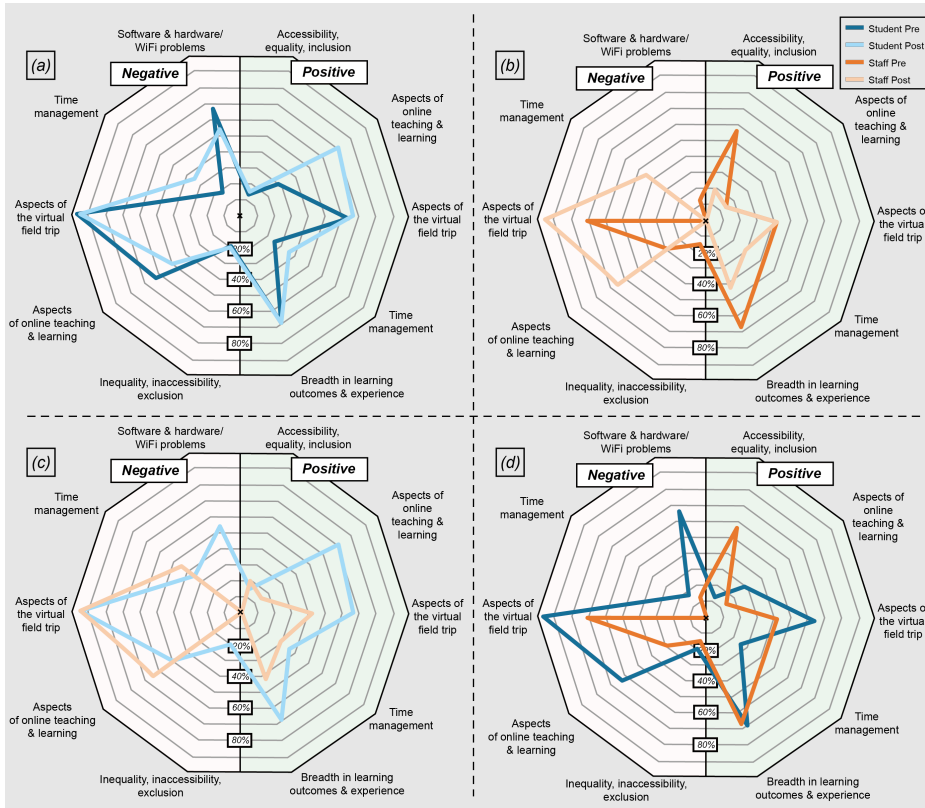 (a)
Software & hardware/
WiFi problems
Accessibility,
equality, inclusion
Negative
Positive
Time
management
Aspects of
online
teaching &
learning
Aspects of
the virtual
field trip
Aspects of
the virtual
field trip
20%
40%
60%
80%
Aspects
of online teaching
& learning
Time
management
Inequality, inaccessibility,
exclusion
Breadth in learning
outcomes & experience
(b)
Software & hardware/
WiFi problems
Accessibility,
equality, inclusion
Student Pre
Student Post
Staff Pre
Staff Post
Negative
Positive
Time
management
Aspects of
online
teaching &
learning
Aspects of
the virtual
field trip
Aspects of
the virtual
field trip
20%
40%
60%
80%
Aspects
of online teaching
& learning
Time
management
Inequality, inaccessibility,
exclusion
Breadth in learning
outcomes & experience
(c)
Software & hardware/
WiFi problems
Accessibility,
equality, inclusion
Negative
Positive
Time
management
Aspects of
online
teaching &
learning
Aspects of
the virtual
field trip
Aspects of
the virtual
field trip
20%
40%
60%
80%
Aspects
of online teaching
& learning
Time
management
Inequality, inaccessibility,
exclusion
Breadth in learning
outcomes & experience
(d)
Software & hardware/
WiFi problems
Accessibility,
equality, inclusion
Negative
Positive
Time
management
Aspects of
online
teaching &
learning
Aspects of
the virtual
field trip
Aspects of
the virtual
field trip
20%
40%
60%
80%
Aspects
of online teaching
& learning
Time
management
Inequality, inaccessibility,
exclusion
Breadth in learning
outcomes & experience